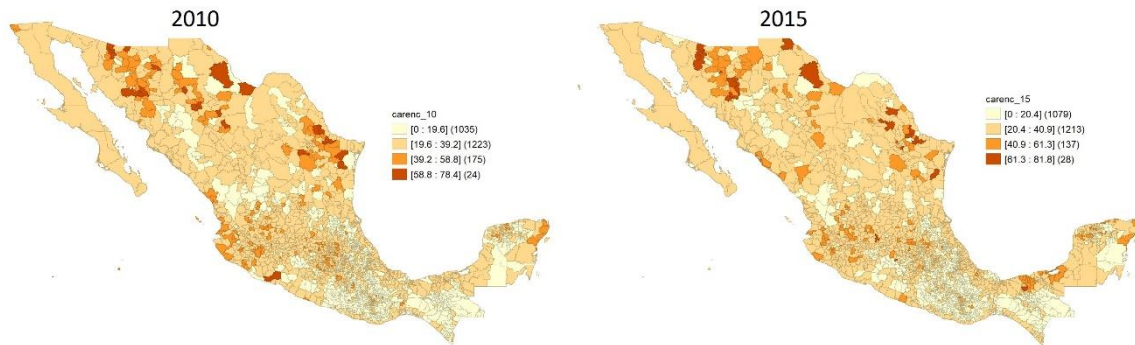 2010
carenc_10
[0 : 19.6] (1035)
[19.6 : 39.2] (1223)
[39.2 : 58.8] (175)
[58.8 : 78.4] (24)
2015
carenc_15
[0 : 20.4] (1079)
[20.4 : 40.9] (1213)
[40.9 : 61.3] (137)
[61.3 : 81.8] (28)